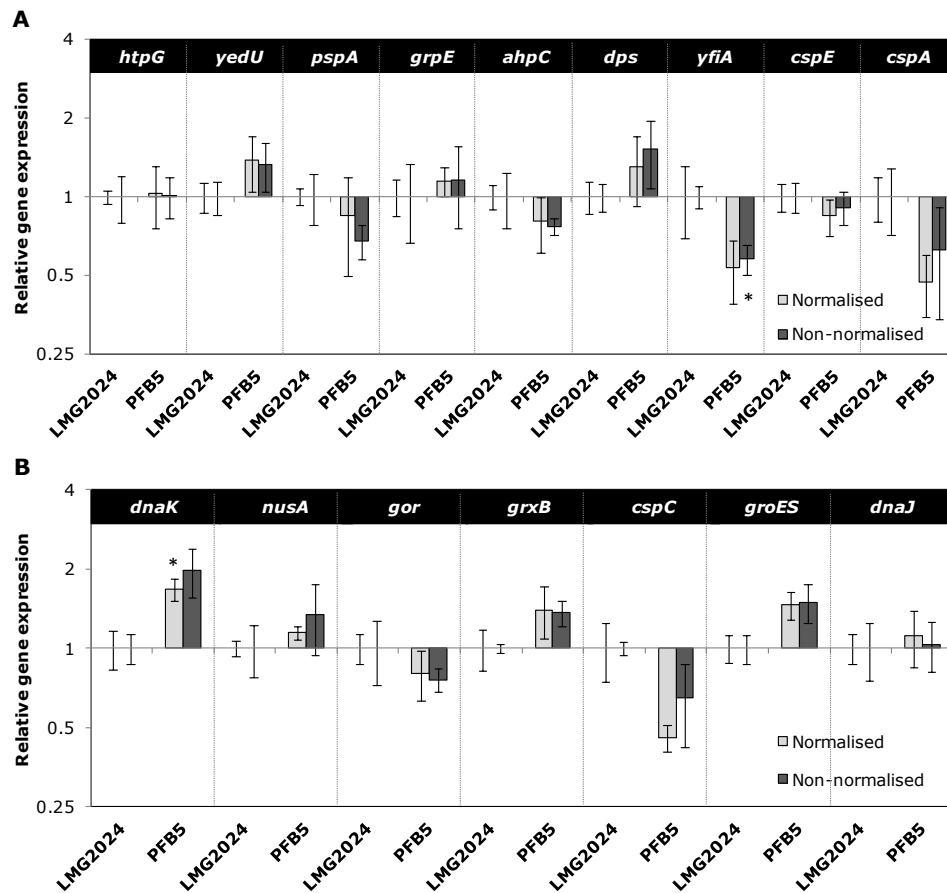 A
4
htpG yedU pspA grpE ahpC dps yfiA cspE cspA
2
1
0.5
0.25
Relative gene expression
*
Normalised
Non-normalised
LMG2024 PFB5 LMG2024 PFB5 LMG2024 PFB5 LMG2024 PFB5 LMG2024 PFB5 LMG2024 PFB5 LMG2024 PFB5 LMG2024 PFB5 LMG2024 PFB5
B
4
dnaK nusA gor grxB cspC groES dnaJ
2
1
0.5
0.25
Relative gene expression
*
Normalised
Non-normalised
LMG2024 PFB5 LMG2024 PFB5 LMG2024 PFB5 LMG2024 PFB5 LMG2024 PFB5 LMG2024 PFB5 LMG2024 PFB5